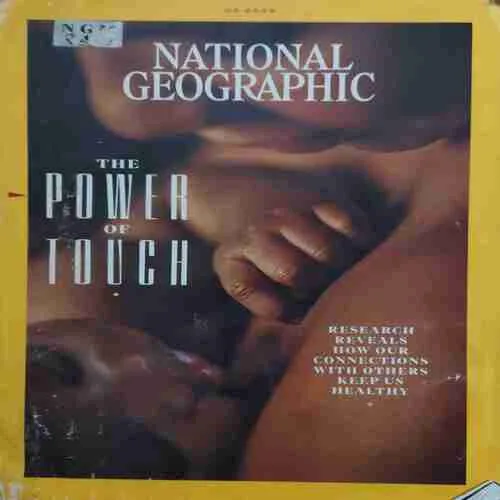 NATIONAL
GEOGRAPHIC
THE
POWER
OF
TOUCH
RESEARCH
REVEALS
HOW OUR
CONNECTIONS
WITH OTHERS
KEEP US
HEALTHY